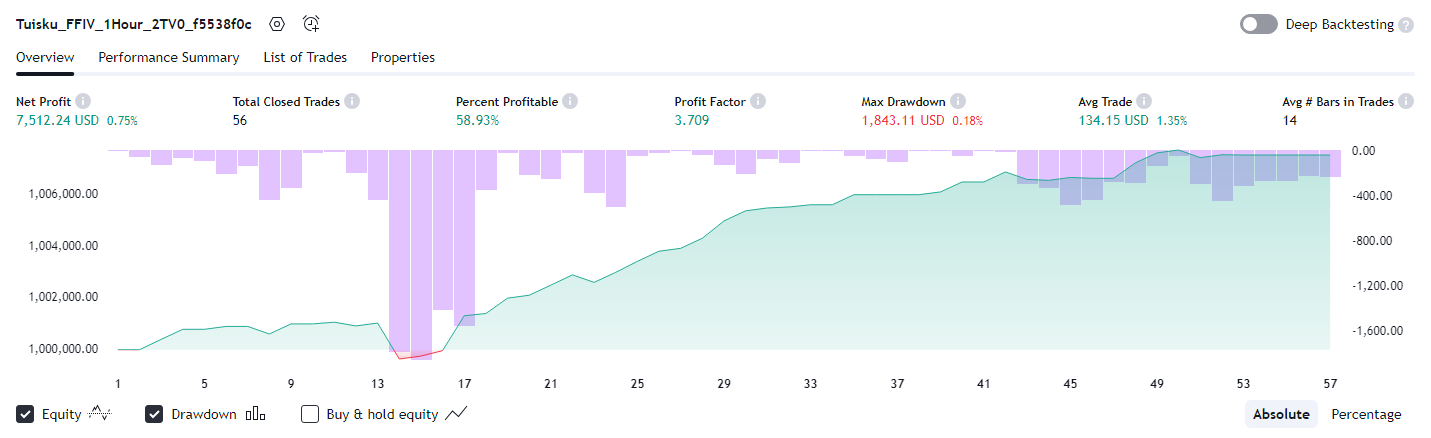 Tuisku_FFIV_1Hour_2TV0_f5538f0c Deep Backtesting ?
Overview Performance Summary List of Trades Properties
Net Profit Total Closed Trades Percent Profitable Profit Factor Max Drawdown Avg Trade Avg # Bars in Trades
7,512.24 USD 0.75% 56 58.93% 3.709 1,843.11 USD 0.18% 134.15 USD 1.35% 14
0.00
1,006,000.00 -400.00
1,004,000.00 -800.00
1,002,000.00 -1,200.00
1,000,000.00 -1,600.00
1 5 9 13 17 21 25 29 33 37 41 45 49 53 57
Equity Drawdown Buy & hold equity Absolute Percentage